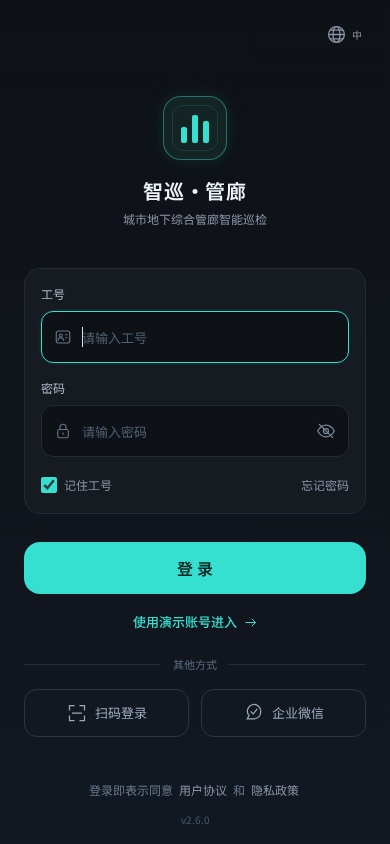 中
智巡·管廊
城市地下综合管廊智能巡检
工号
请输入工号
密码
请输入密码
记住工号 忘记密码
登录
使用演示账号进入 →
其他方式
扫码登录 企业微信
登录即表示同意 用户协议 和 隐私政策
v2.6.0